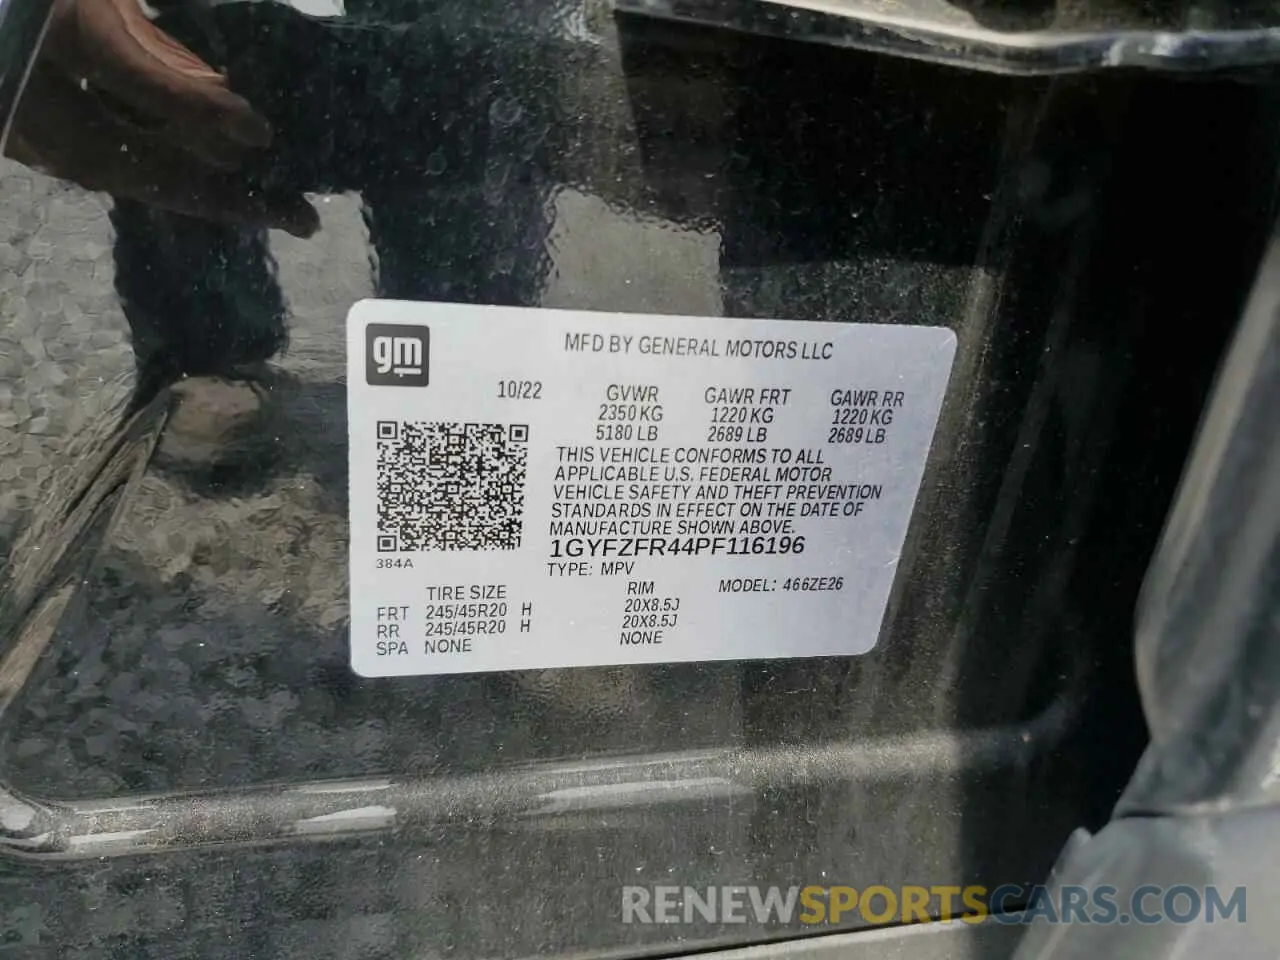 gm
MFD BY GENERAL MOTORS LLC
10/22 GVWR GAWR FRT GAWR RR
2350 KG 1220 KG 1220 KG
5180 LB 2689 LB 2689 LB
THIS VEHICLE CONFORMS TO ALL
APPLICABLE U.S. FEDERAL MOTOR
VEHICLE SAFETY AND THEFT PREVENTION
STANDARDS IN EFFECT ON THE DATE OF
MANUFACTURE SHOWN ABOVE.
1GYFZFR44PF116196
384A
TYPE: MPV MODEL: 466ZE26
TIRE SIZE RIM
FRT 245/45R20 H 20X8.5J
RR 245/45R20 H 20X8.5J
SPA NONE NONE
RENEWSPORTSCARS.COM